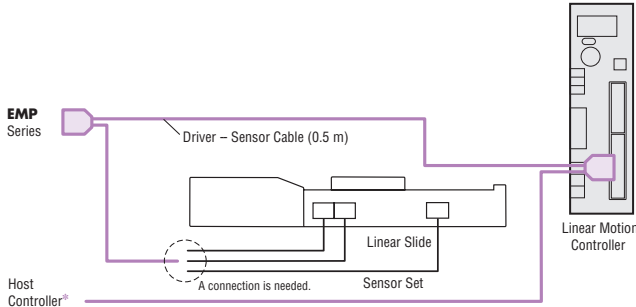 EMP
Series
Driver – Sensor Cable (0.5 m)
Linear Motion
Controller
Linear Slide
A connection is needed.
Sensor Set
Host
Controller*